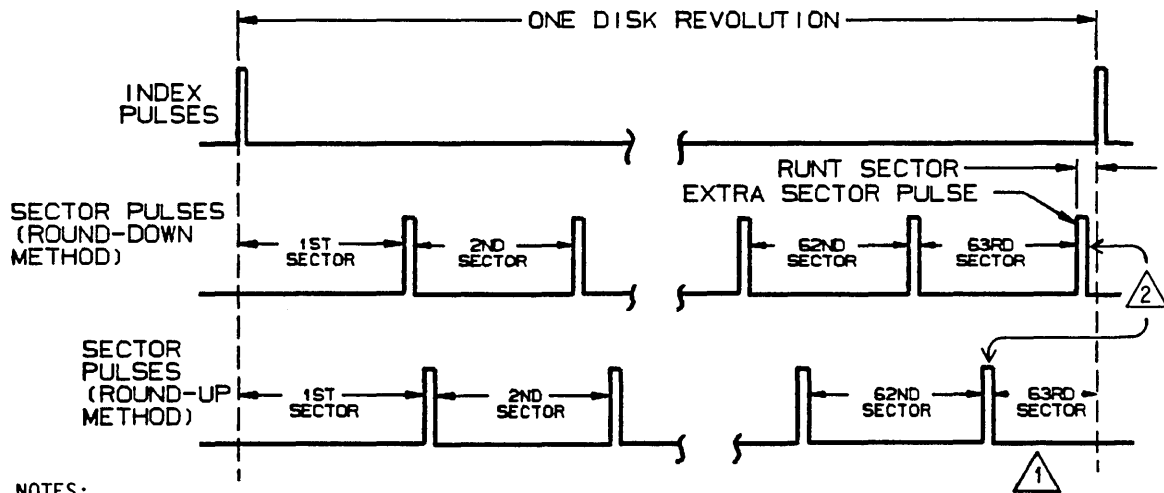 ONE DISK REVOLUTION
INDEX
PULSES
RUNT SECTOR
EXTRA SECTOR PULSE
SECTOR PULSES
(ROUND-DOWN
METHOD)
1ST
SECTOR
2ND
SECTOR
62ND
SECTOR
63RD
SECTOR
2
SECTOR
PULSES
(ROUND-UP
METHOD)
1ST
SECTOR
2ND
SECTOR
62ND
SECTOR
63RD
SECTOR
1
NOTES: